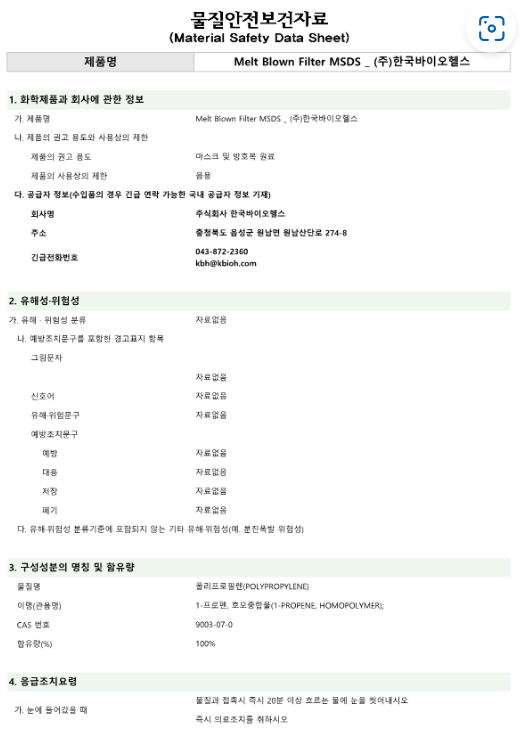 물질안전보건자료
(Material Safety Data Sheet)
제품명 Melt Blown Filter MSDS _ (주)한국바이오헬스
1. 화학제품과 회사에 관한 정보
가. 제품명 Melt Blown Filter MSDS _ (주)한국바이오헬스
나. 제품의 권고 용도와 사용상의 제한
제품의 권고 용도 마스크 및 방호복 원료
제품의 사용상의 제한 음용
다. 공급자 정보(수입품의 경우 긴급 연락 가능한 국내 공급자 정보 기재)
회사명 주식회사 한국바이오헬스
주소 충청북도 음성군 원남면 원남산단로 274-8
긴급전화번호 043-872-2360
kbh@kbioh.com
2. 유해성·위험성
가. 유해 · 위험성 분류 자료없음
나. 예방조치문구를 포함한 경고표지 항목
그림문자
자료없음
신호어 자료없음
유해·위험문구 자료없음
예방조치문구
예방 자료없음
대응 자료없음
저장 자료없음
폐기 자료없음
다. 유해·위험성 분류기준에 포함되지 않는 기타 유해·위험성(예. 분진폭발 위험성)
3. 구성성분의 명칭 및 함유량
물질명 폴리프로필렌(POLYPROPYLENE)
이명(관용명) 1-프로펜, 호모중합물(1-PROPENE, HOMOPOLYMER);
CAS 번호 9003-07-0
함유량(%) 100%
4. 응급조치요령
가. 눈에 들어갔을 때 물질과 접촉시 즉시 20분 이상 흐르는 물에 눈을 씻어내시오
즉시 의료조치를 취하시오